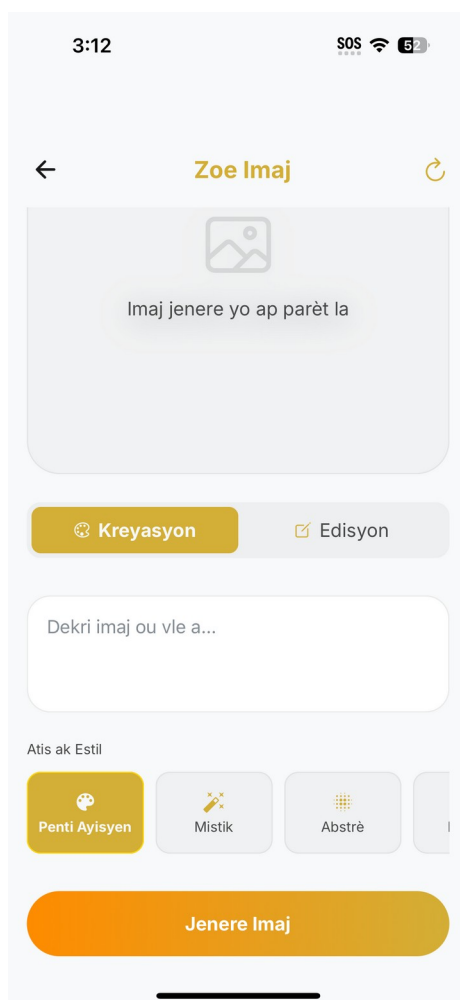 3:12
SOS
52
Zoe Imaj
Imaj jenere yo ap parèt la
Kreyasyon
Edisyon
Dekri imaj ou vle a...
Atis ak Estil
Penti Ayisyen
Mistik
Abstrè
Jenere Imaj